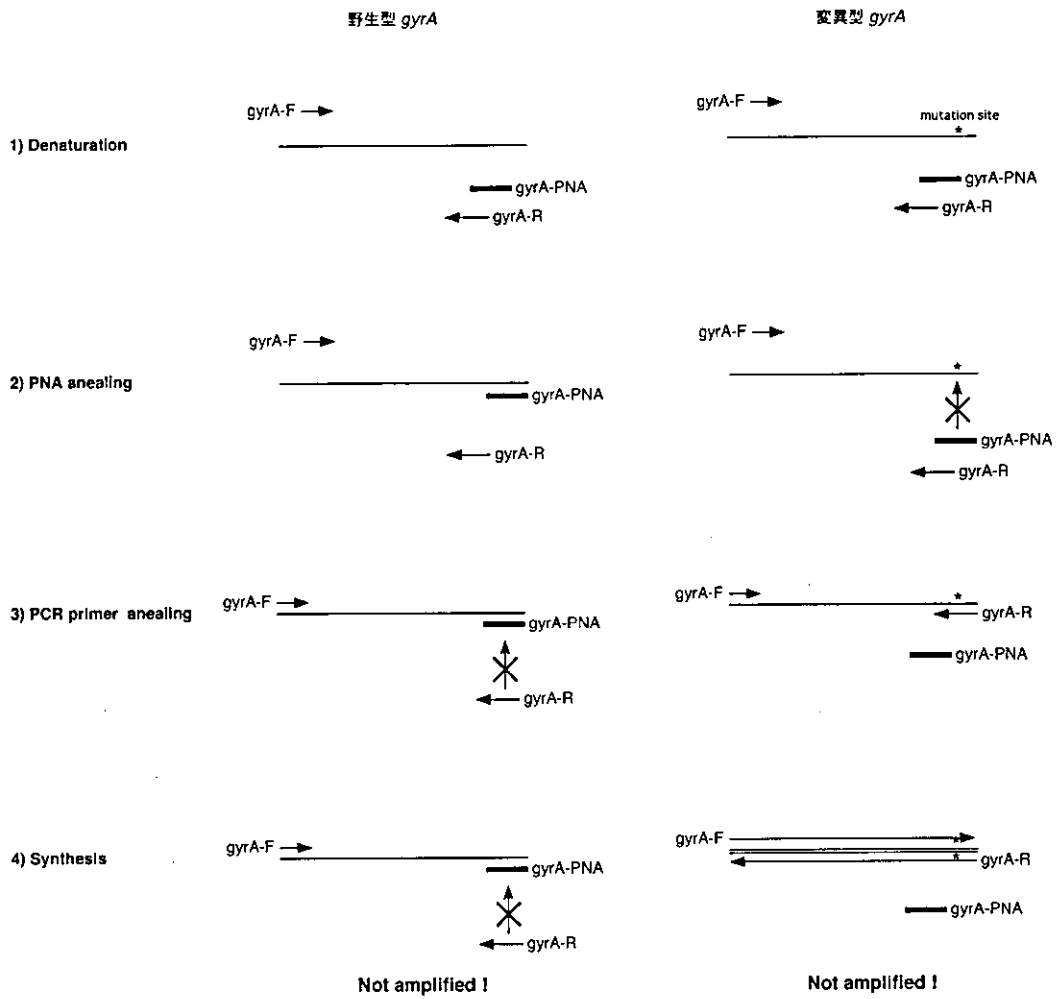 野生型 gyrA
変異型 gyrA
1) Denaturation
gyrA-F
gyrA-PNA
gyrA-R
gyrA-F
mutation site
*
gyrA-PNA
gyrA-R
2) PNA anealing
gyrA-F
gyrA-PNA
gyrA-R
gyrA-F
*
gyrA-PNA
gyrA-R
3) PCR primer anealing
gyrA-F
gyrA-PNA
gyrA-R
gyrA-F
*
gyrA-R
gyrA-PNA
4) Synthesis
gyrA-F
gyrA-PNA
gyrA-R
gyrA-F
*
*
gyrA-R
gyrA-PNA
Not amplified !
Not amplified !